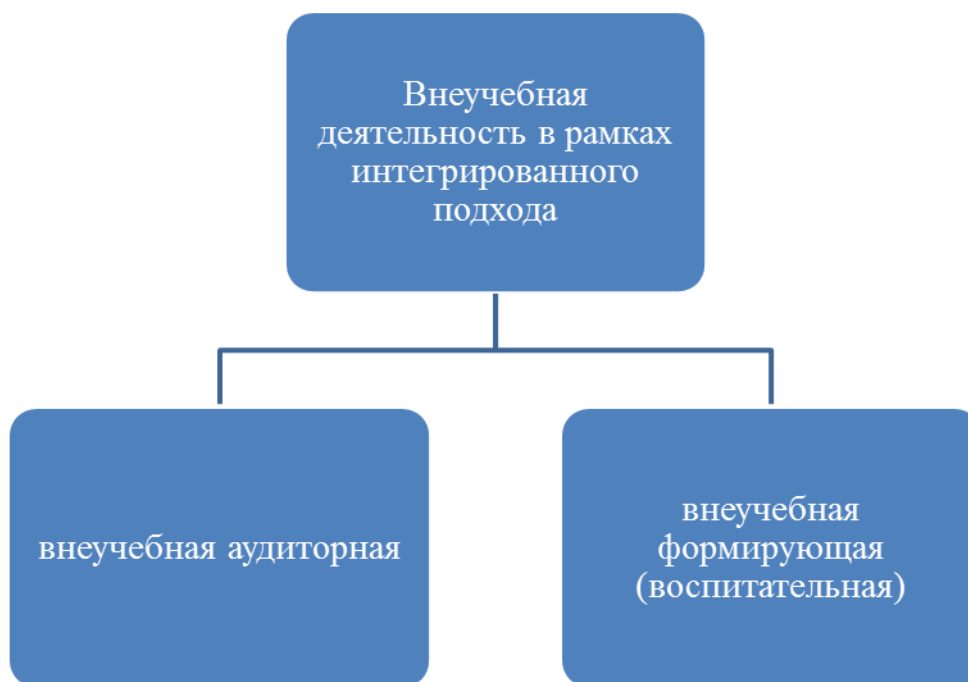 Внеучебная
деятельность в рамках
интегрированного
подхода
внеучебная аудиторная
внеучебная
формирующая
(воспитательная)